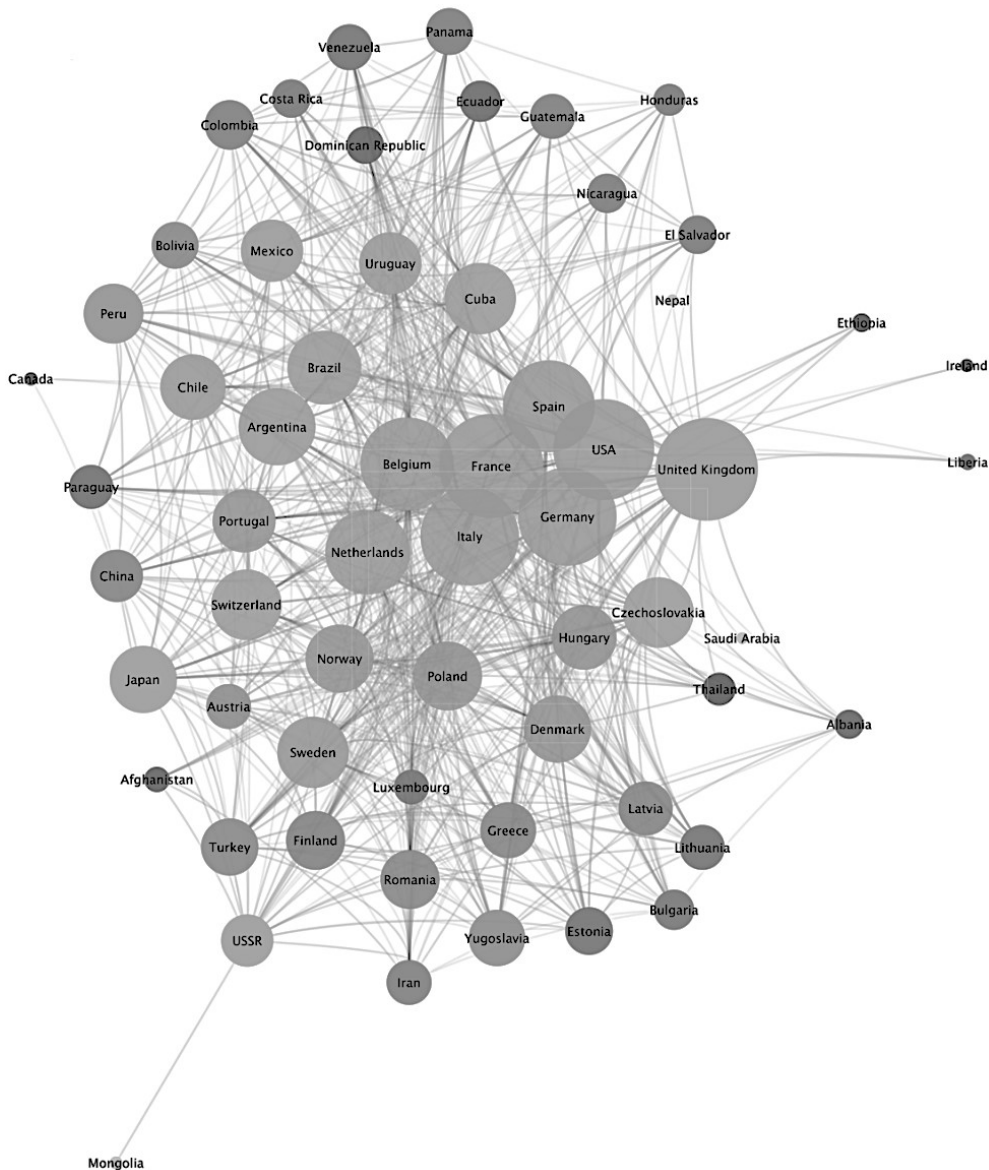 Panama
Venezuela
Costa Rica
Ecuador
Honduras
Guatemala
Colombia
Dominican Republic
Nicaragua
El Salvador
Bolivia
Mexico
Uruguay
Cuba
Nepal
Peru
Ethiopia
Canada
Chile
Brazil
Ireland
Spain
Argentina
USA
Belgium
France
United Kingdom
Liberia
Paraguay
Portugal
Germany
Italy
Netherlands
China
Switzerland
Czechoslovakia
Hungary
Saudi Arabia
Norway
Poland
Japan
Thailand
Austria
Albania
Denmark
Sweden
Afghanistan
Luxembourg
Latvia
Greece
Finland
Turkey
Lithuania
Romania
Bulgaria
Estonia
USSR
Yugoslavia
Iran
Mongolia